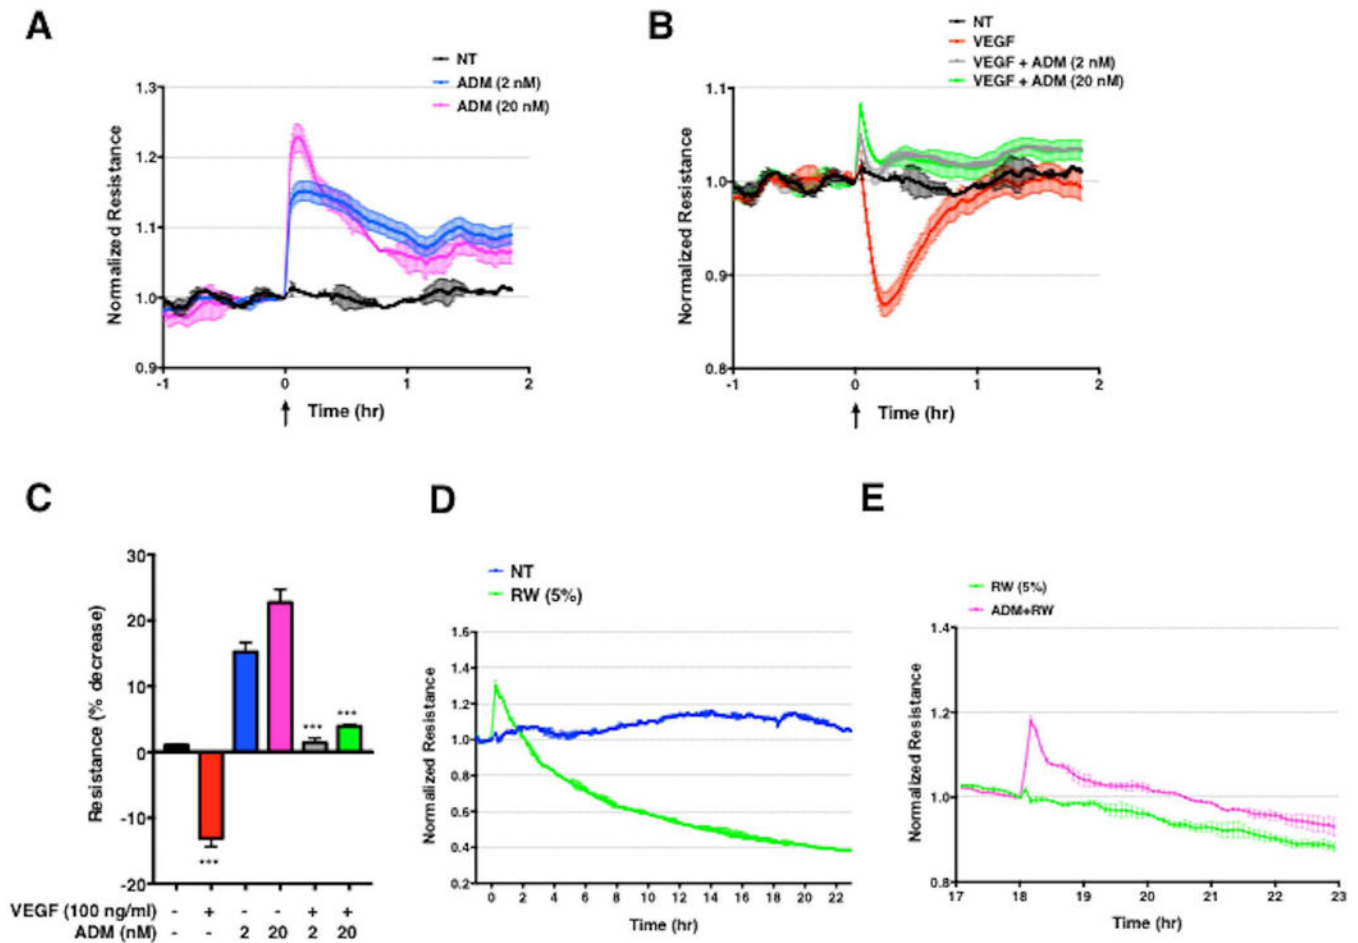 A
NT
ADM (2 nM)
ADM (20 nM)
Normalized Resistance
1.3
1.2
1.1
1.0
0.9
-1 0 1 2
Time (hr)
B
NT
VEGF
VEGF + ADM (2 nM)
VEGF + ADM (20 nM)
Normalized Resistance
1.1
1.0
0.9
0.8
-1 0 1 2
Time (hr)
C
Resistance (% decrease)
30
20
10
0
-10
-20
***
***
***
VEGF (100 ng/ml) - + - - + +
ADM (nM) - - 2 20 2 20
D
NT
RW (5%)
Normalized Resistance
1.6
1.4
1.2
1.0
0.8
0.6
0.4
0.2
0 2 4 6 8 10 12 14 16 18 20 22
Time (hr)
E
RW (5%)
ADM+RW
Normalized Resistance
1.4
1.2
1.0
0.8
17 18 19 20 21 22 23
Time (hr)